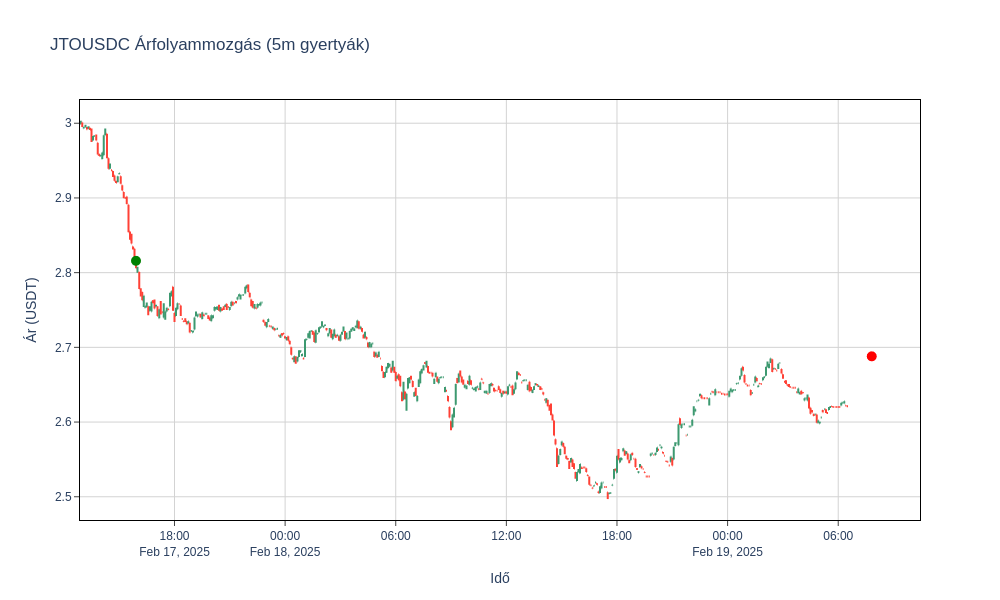 JTOUSDC Árfolyammozgás (5m gyertyák)
Ár (USDT)
3
2.9
2.8
2.7
2.6
2.5
18:00
Feb 17, 2025
00:00
Feb 18, 2025
06:00
12:00
18:00
00:00
Feb 19, 2025
06:00
Idő